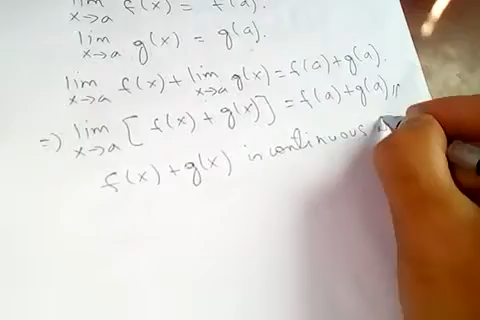 lim x→a f(x) = f(a).
lim x→a g(x) = g(a).
lim x→a f(x) + lim x→a g(x) = f(a) + g(a).
=) lim x→a [f(x) + g(x)] = f(a) + g(a) //
f(x) + g(x) is continuous